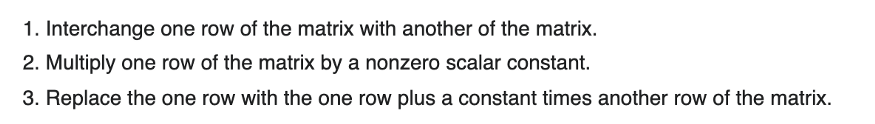 1. Interchange one row of the matrix with another of the matrix.
2. Multiply one row of the matrix by a nonzero scalar constant.
3. Replace the one row with the one row plus a constant times another row of the matrix.